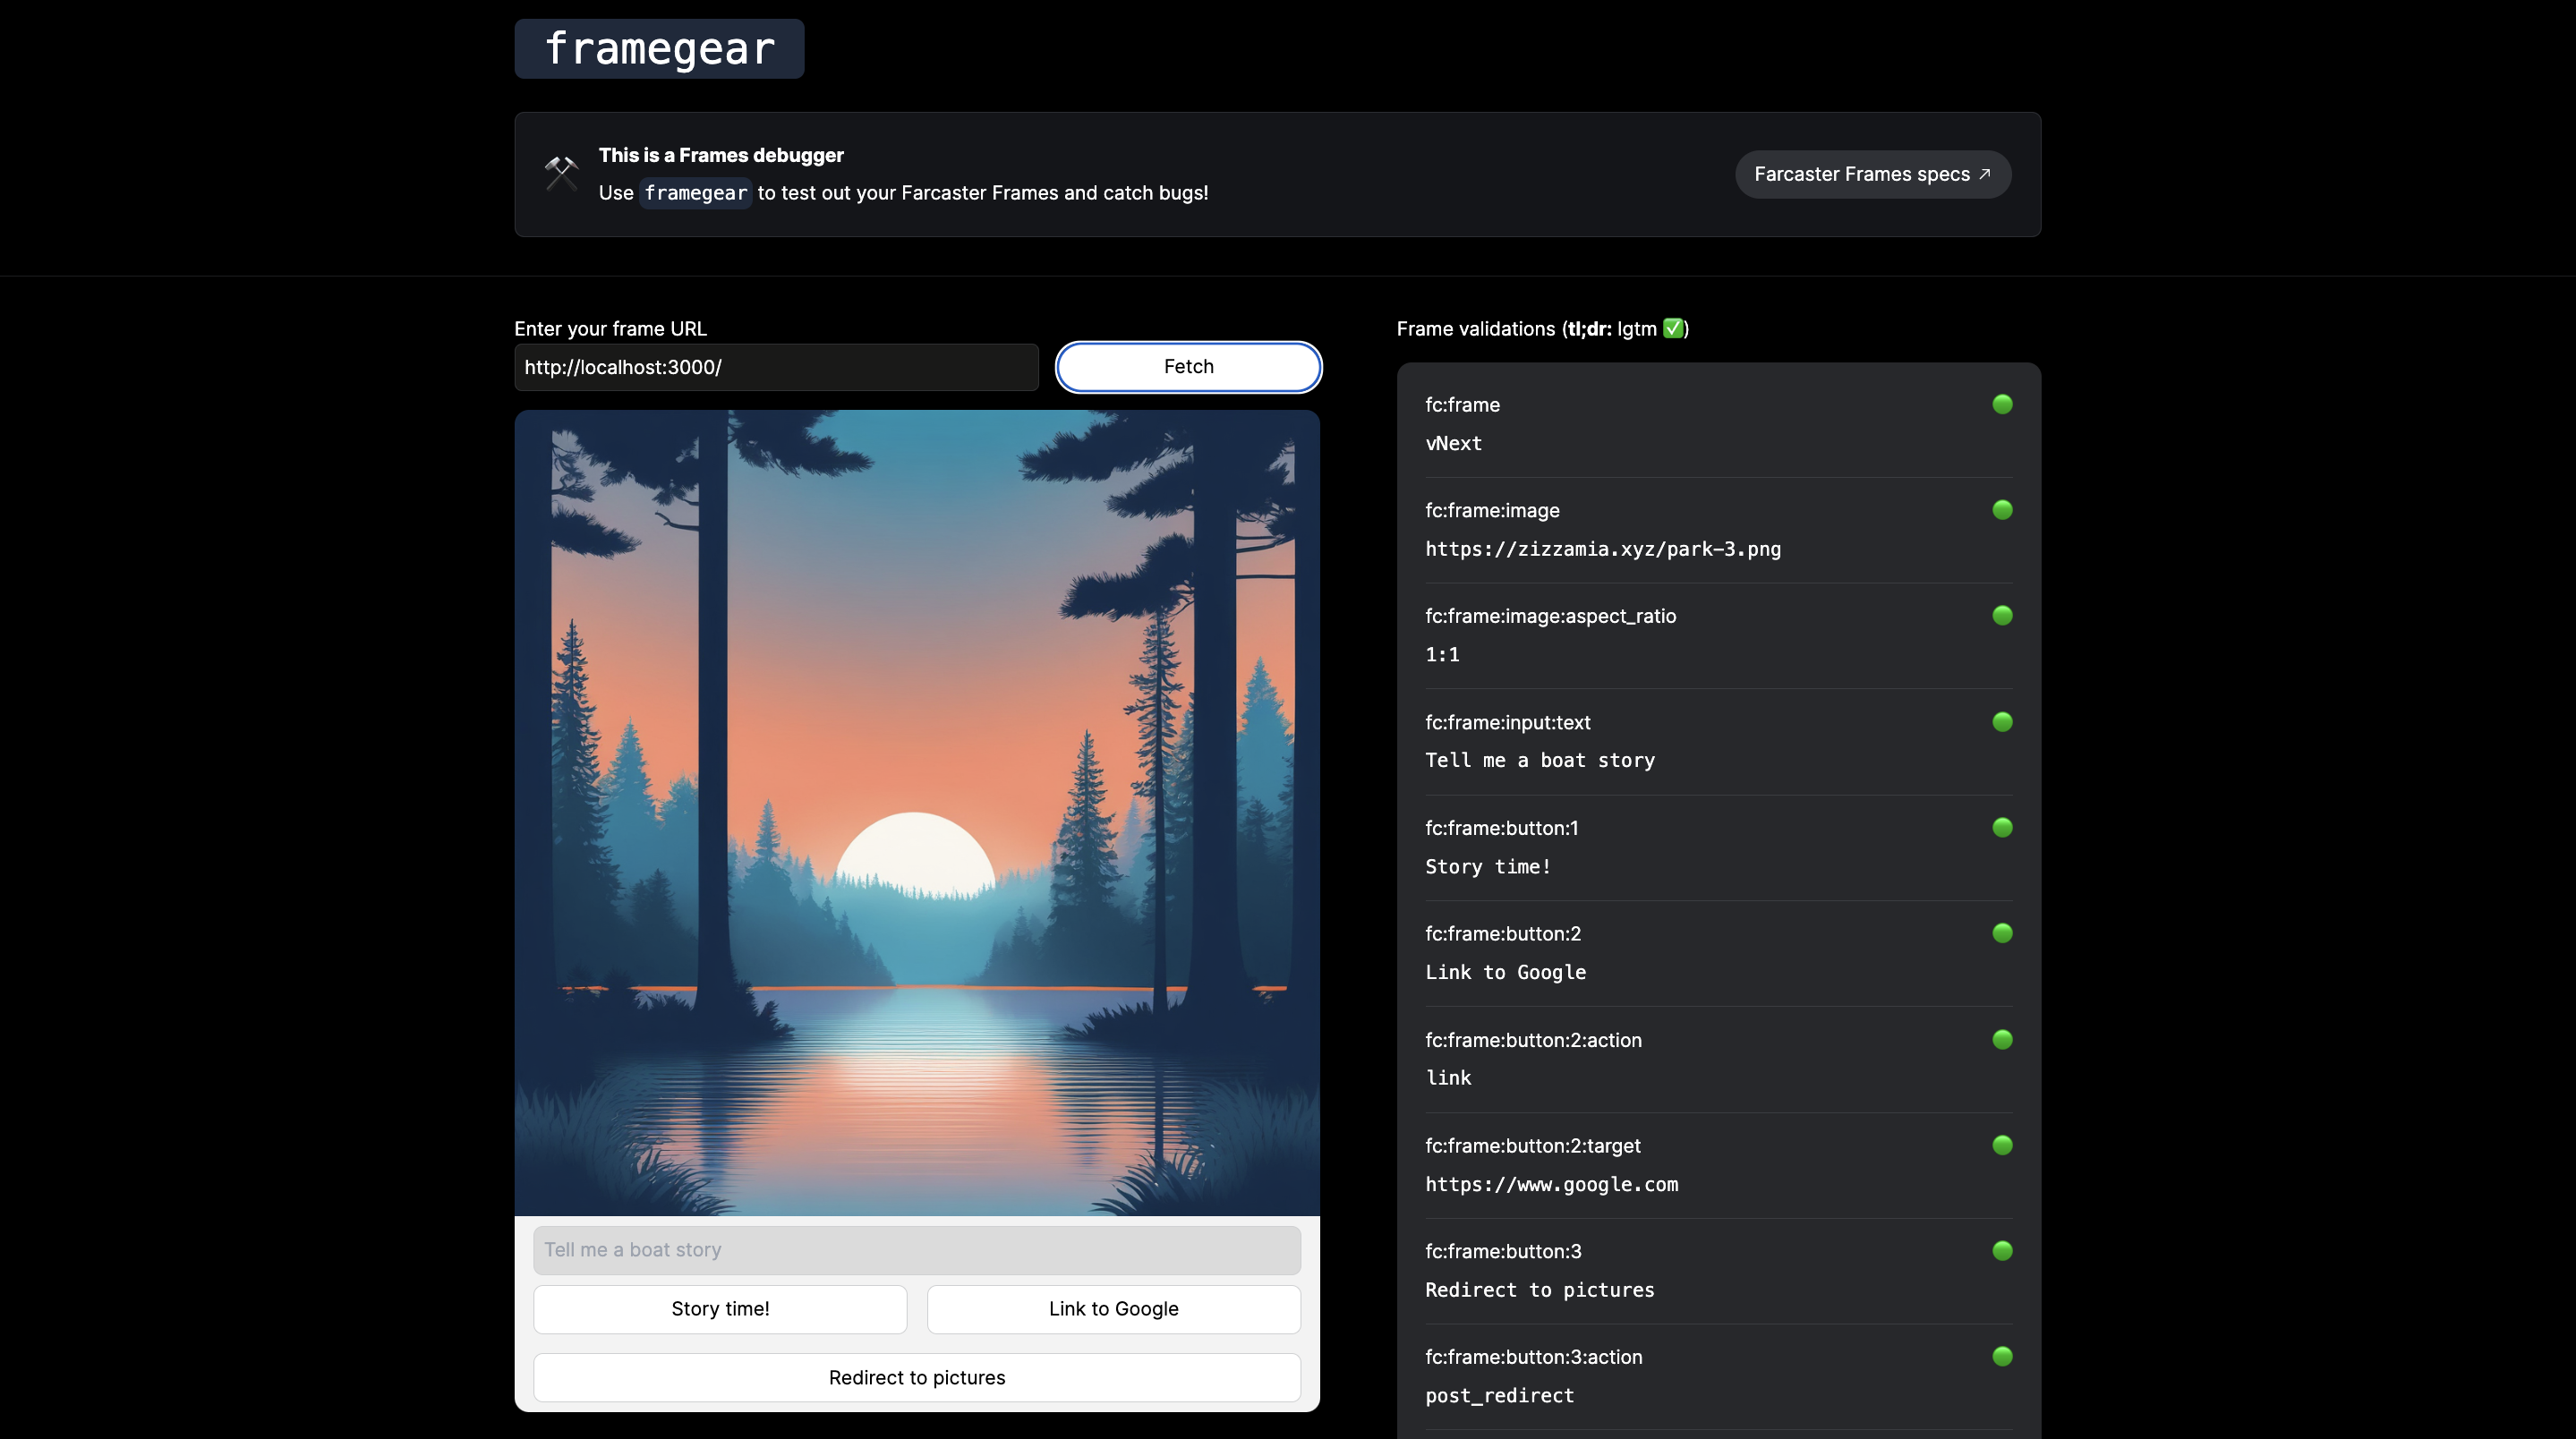 framegear
This is a Frames debugger
Use framegear to test out your Farcaster Frames and catch bugs!
Farcaster Frames specs ↗
Enter your frame URL
http://localhost:3000/
Fetch
Tell me a boat story
Story time!
Link to Google
Redirect to pictures
Frame validations (tl;dr: lgtm ✅)
fc:frame
vNext
fc:frame:image
https://zizzamia.xyz/park-3.png
fc:frame:image:aspect_ratio
1:1
fc:frame:input:text
Tell me a boat story
fc:frame:button:1
Story time!
fc:frame:button:2
Link to Google
fc:frame:button:2:action
link
fc:frame:button:2:target
https://www.google.com
fc:frame:button:3
Redirect to pictures
fc:frame:button:3:action
post_redirect